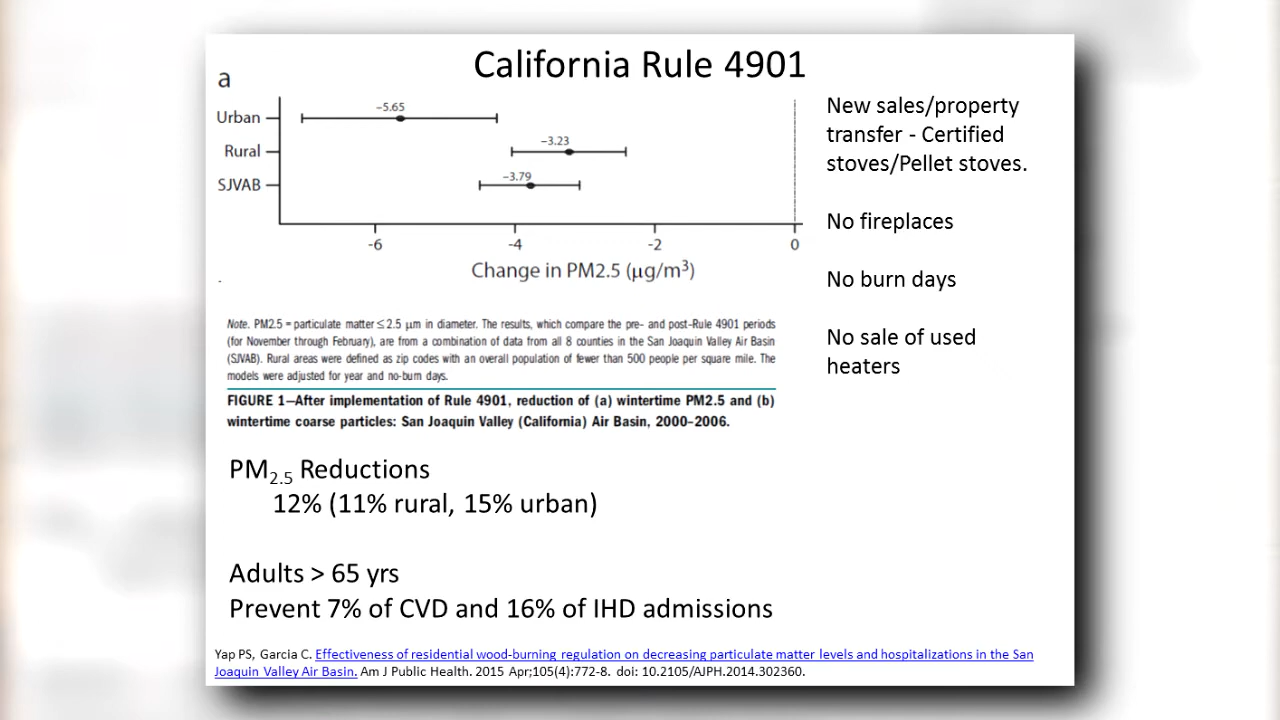 California Rule 4901
a
Urban
−5.65
Rural
−3.23
SJVAB
−3.79
-6 -4 -2 0
Change in PM2.5 (µg/m³)
Note. PM2.5 = particulate matter ≤ 2.5 µm in diameter. The results, which compare the pre- and post-Rule 4901 periods
(for November through February), are from a combination of data from all 8 counties in the San Joaquin Valley Air Basin
(SJVAB). Rural areas were defined as zip codes with an overall population of fewer than 500 people per square mile. The
models were adjusted for year and no-burn days.
FIGURE 1—After implementation of Rule 4901, reduction of (a) wintertime PM2.5 and (b)
wintertime coarse particles: San Joaquin Valley (California) Air Basin, 2000–2006.
New sales/property
transfer - Certified
stoves/Pellet stoves.
No fireplaces
No burn days
No sale of used
heaters
PM2.5 Reductions
12% (11% rural, 15% urban)
Adults > 65 yrs
Prevent 7% of CVD and 16% of IHD admissions
Yap PS, Garcia C. Effectiveness of residential wood-burning regulation on decreasing particulate matter levels and hospitalizations in the San
Joaquin Valley Air Basin. Am J Public Health. 2015 Apr;105(4):772-8. doi: 10.2105/AJPH.2014.302360.